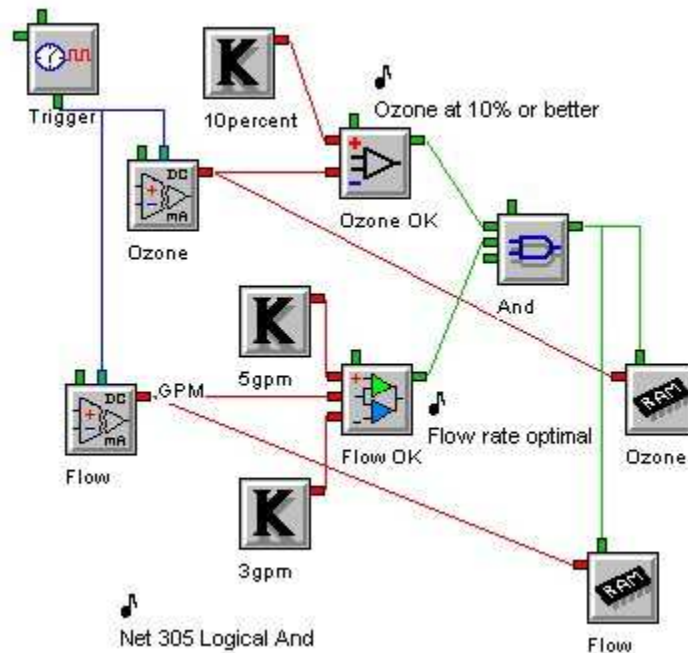 Trigger
K
10percent
Ozone at 10% or better
DC
mA
Ozone
Ozone OK
And
K
5gpm
DC
mA
GPM
Flow
Flow OK
Flow rate optimal
RAM
Ozone
K
3gpm
RAM
Flow
Net 305 Logical And